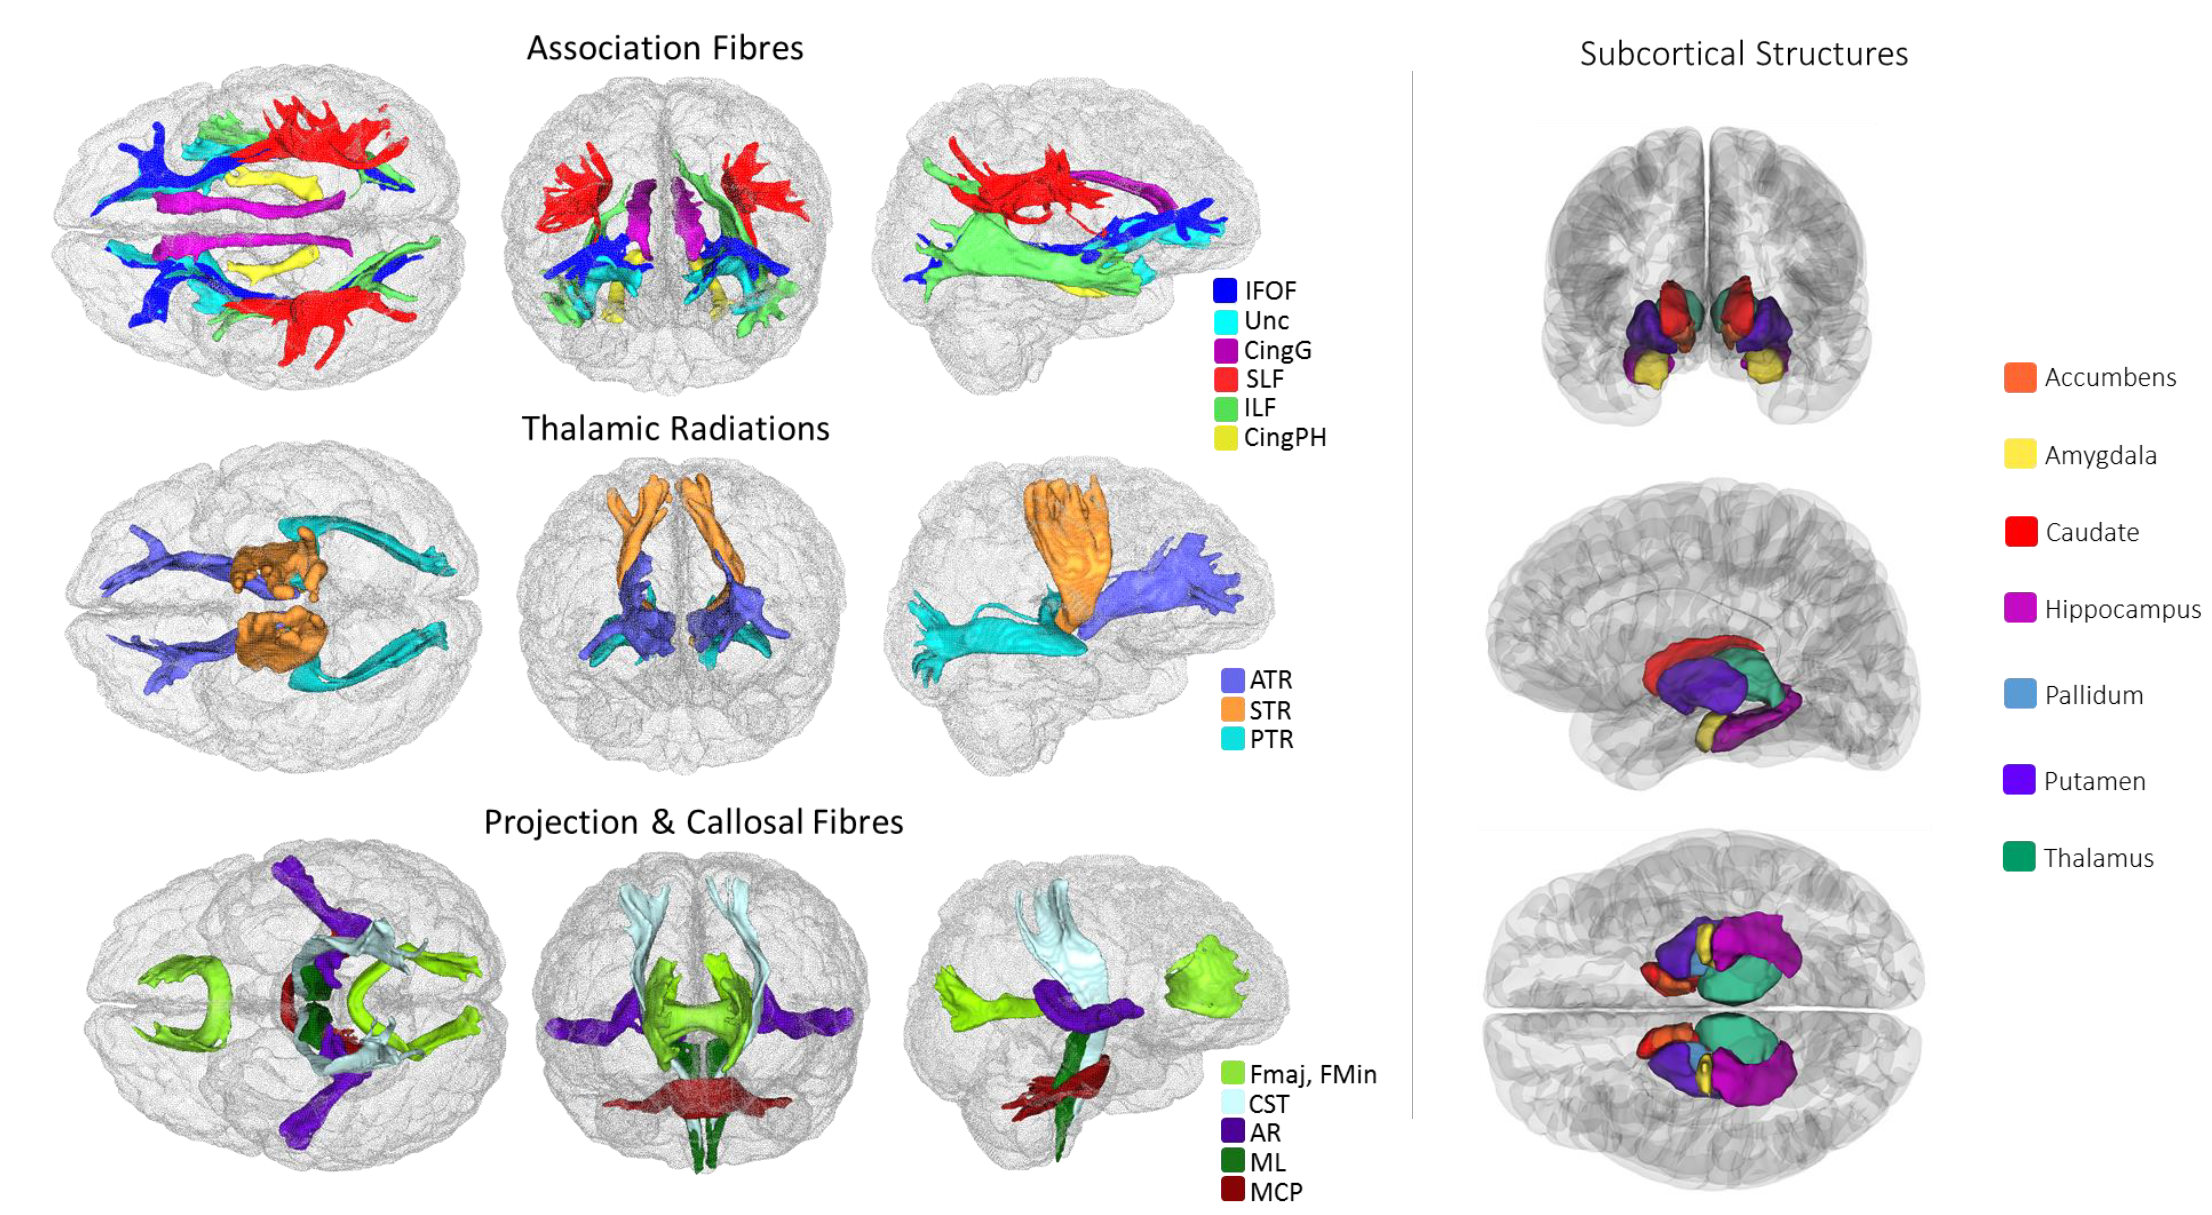 Association Fibres
IFOF
Unc
CingG
SLF
ILF
CingPH
Thalamic Radiations
ATR
STR
PTR
Projection & Callosal Fibres
Fmaj, FMin
CST
AR
ML
MCP
Subcortical Structures
Accumbens
Amygdala
Caudate
Hippocampus
Pallidum
Putamen
Thalamus